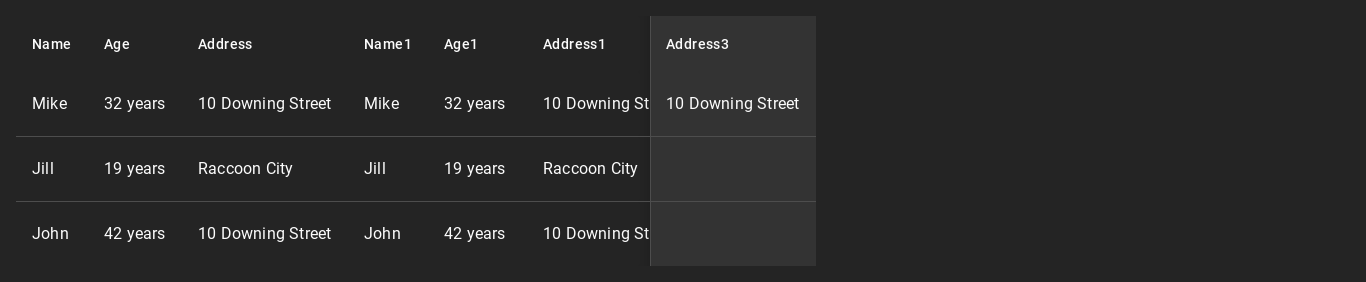 Name Age Address Name1 Age1 Address1 Address3
Mike 32 years 10 Downing Street Mike 32 years 10 Downing St 10 Downing Street
Jill 19 years Raccoon City Jill 19 years Raccoon City
John 42 years 10 Downing Street John 42 years 10 Downing St